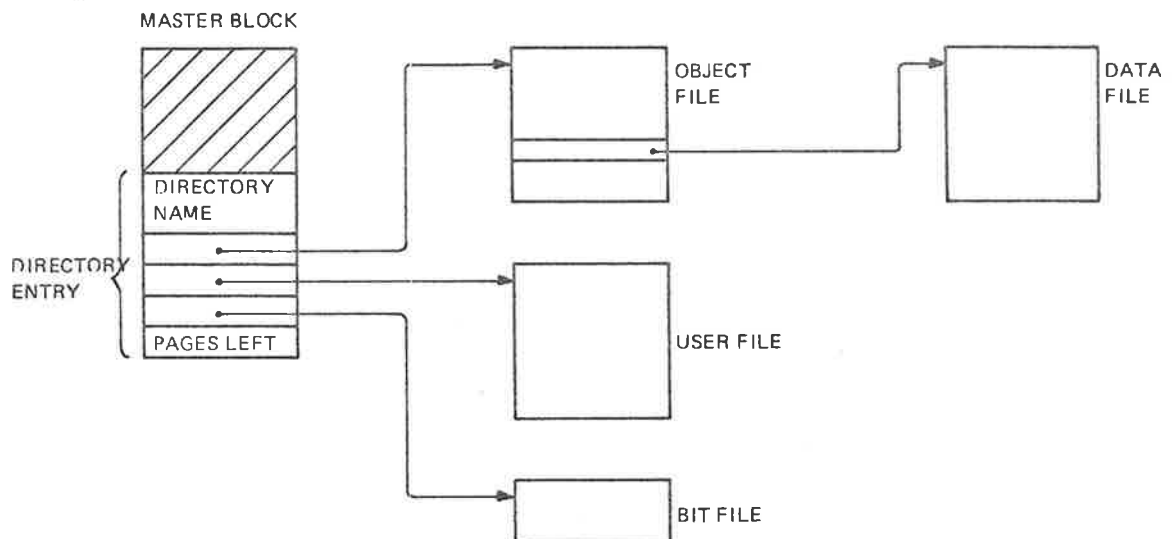 MASTER BLOCK
OBJECT
FILE
DATA
FILE
DIRECTORY
NAME
DIRECTORY
ENTRY
USER FILE
PAGES LEFT
BIT FILE